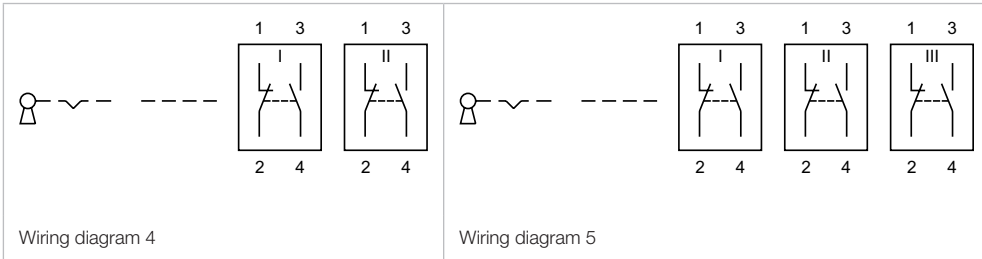 1 3 1 3
I II
2 4 2 4
Wiring diagram 4
1 3 1 3 1 3
I II III
2 4 2 4 2 4
Wiring diagram 5